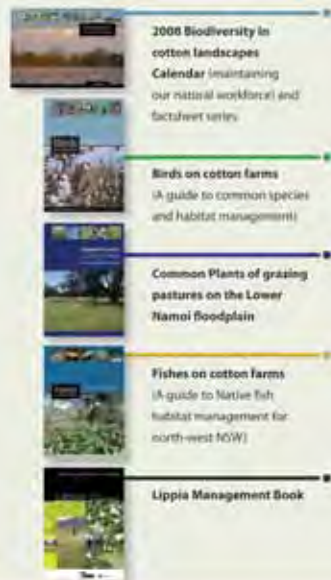 2008 Biodiversity in
cotton landscapes
Calendar (maintaining
our natural workforce) and
factsheet series
Birds on cotton farms
(A guide to common species
and habitat management)
Common Plants of grazing
pastures on the Lower
Namoi floodplain
Fishes on cotton farms
(A guide to Native fish
habitat management for
north-west NSW)
Lippia Management Book